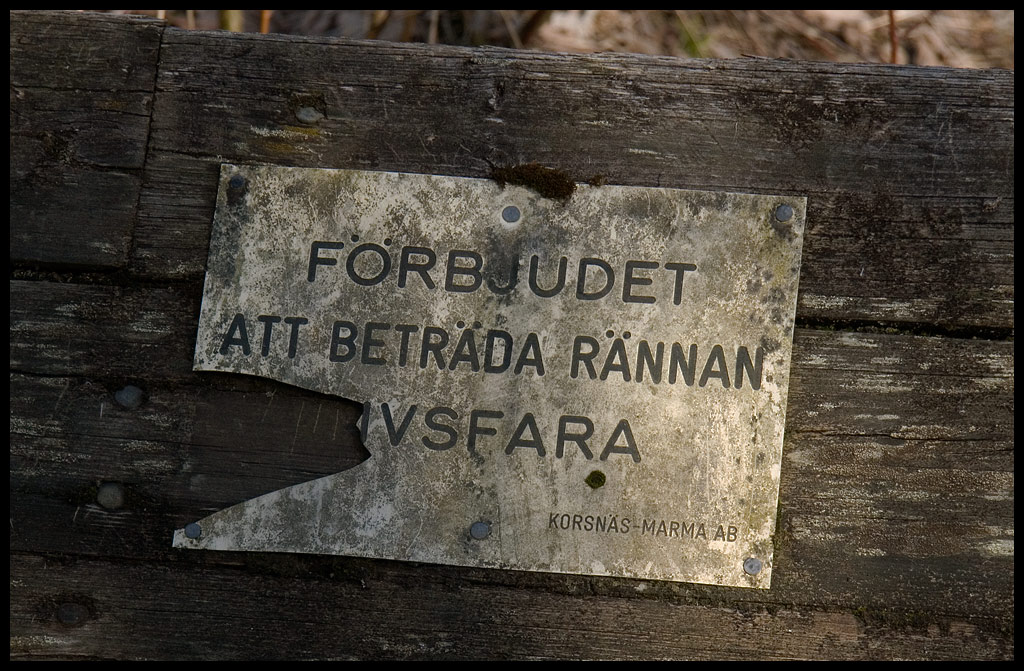 FÖRBJUDET
ATT BETRÄDA RÄNNAN
IVSFARA
KORSNÄS-MARMA AB